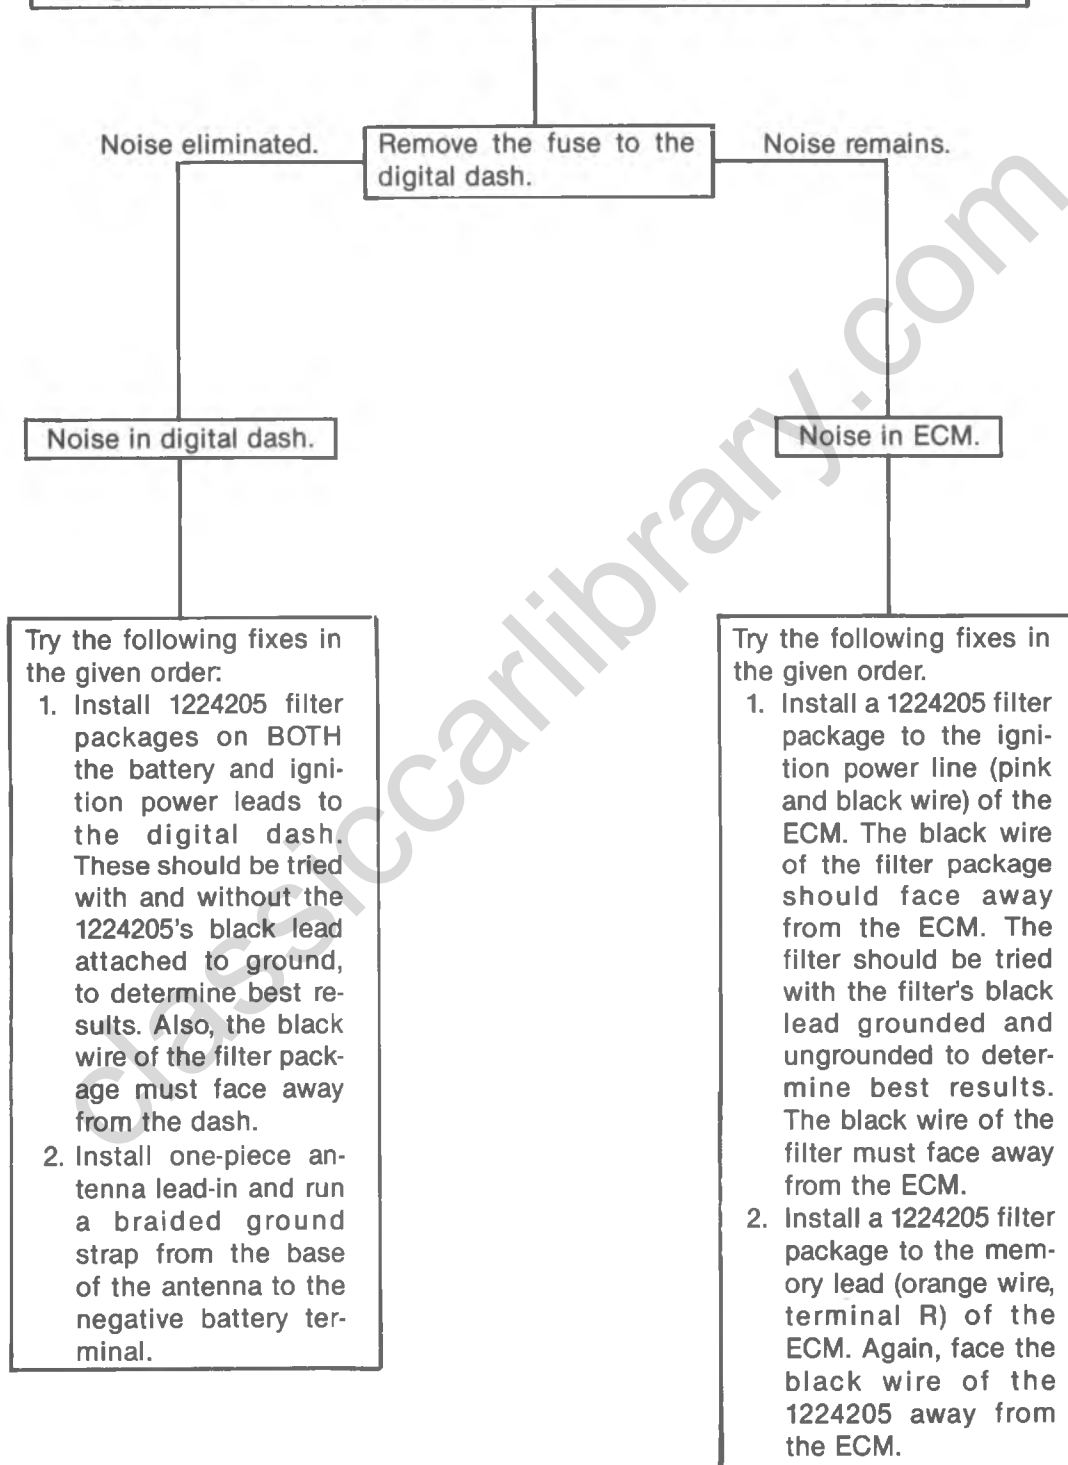 Noise eliminated.
Remove the fuse to the
digital dash.
Noise remains.
Noise in digital dash.
Noise in ECM.
Try the following fixes in
the given order:
1. Install 1224205 filter
packages on BOTH
the battery and igni-
tion power leads to
the digital dash.
These should be tried
with and without the
1224205's black lead
attached to ground,
to determine best re-
sults. Also, the black
wire of the filter pack-
age must face away
from the dash.
2. Install one-piece an-
tenna lead-in and run
a braided ground
strap from the base
of the antenna to the
negative battery ter-
minal.
Try the following fixes in
the given order.
1. Install a 1224205 filter
package to the igni-
tion power line (pink
and black wire) of the
ECM. The black wire
of the filter package
should face away
from the ECM. The
filter should be tried
with the filter's black
lead grounded and
ungrounded to deter-
mine best results.
The black wire of the
filter must face away
from the ECM.
2. Install a 1224205 filter
package to the mem-
ory lead (orange wire,
terminal R) of the
ECM. Again, face the
black wire of the
1224205 away from
the ECM.
classiccarlibrary.com